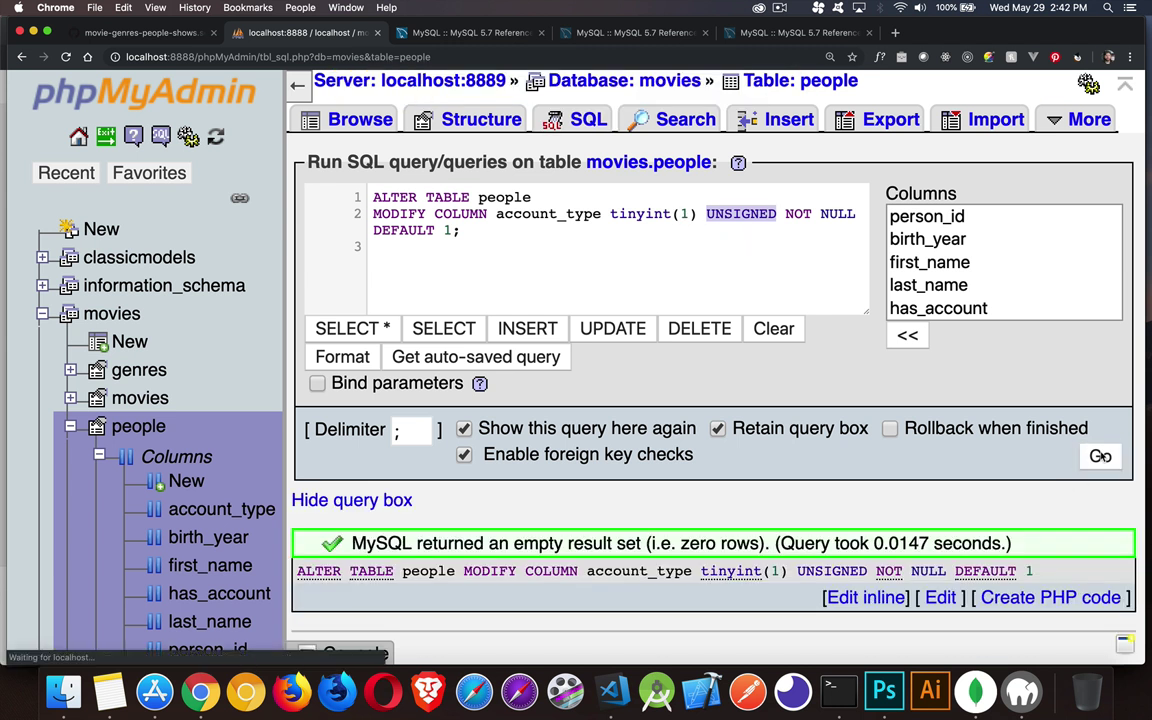 Chrome File Edit View History Bookmarks People Window Help 100% Wed May 29 2:42 PM
movie-genres-people-shows.s localhost:8888 / localhost / mo MySQL :: MySQL 5.7 Reference MySQL :: MySQL 5.7 Reference MySQL :: MySQL 5.7 Reference
localhost:8888/phpMyAdmin/tbl_sql.php?db=movies&table=people
phpMyAdmin
Recent Favorites
New
classicmodels
information_schema
movies
New
genres
movies
people
Columns
New
account_type
birth_year
first_name
has_account
last_name
person_id
Waiting for localhost...
Server: localhost:8889 » Database: movies » Table: people
Browse Structure SQL Search Insert Export Import More
Run SQL query/queries on table movies.people:
1 ALTER TABLE people
2 MODIFY COLUMN account_type tinyint(1) UNSIGNED NOT NULL
DEFAULT 1;
3
Columns
person_id
birth_year
first_name
last_name
has_account
<<
SELECT * SELECT INSERT UPDATE DELETE Clear
Format Get auto-saved query
Bind parameters
[ Delimiter ; ] Show this query here again Retain query box Rollback when finished
Enable foreign key checks
Go
Hide query box
MySQL returned an empty result set (i.e. zero rows). (Query took 0.0147 seconds.)
ALTER TABLE people MODIFY COLUMN account_type tinyint(1) UNSIGNED NOT NULL DEFAULT 1
[Edit inline] [ Edit ] [ Create PHP code ]
Console
Ps Ai